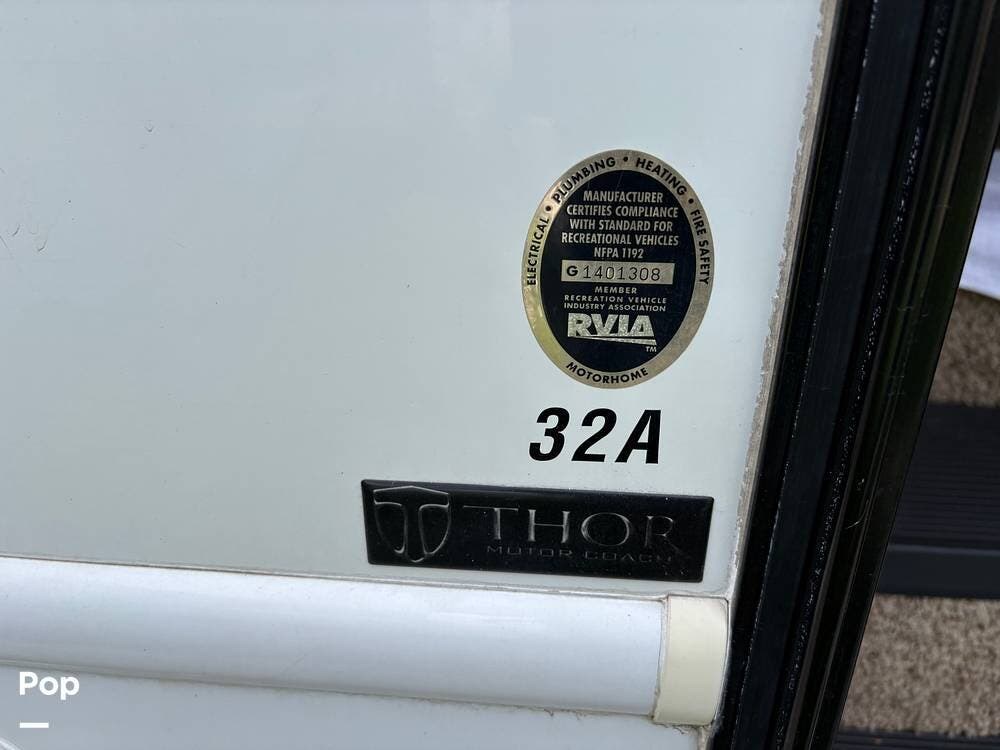 ELECTRICAL • PLUMBING • HEATING • FIRE SAFETY
MANUFACTURER
CERTIFIES COMPLIANCE
WITH STANDARD FOR
RECREATIONAL VEHICLES
NFPA 1192
G 1401308
MEMBER
RECREATION VEHICLE
INDUSTRY ASSOCIATION
RVIA
TM
MOTORHOME
32A
THOR
MOTOR COACH
Pop